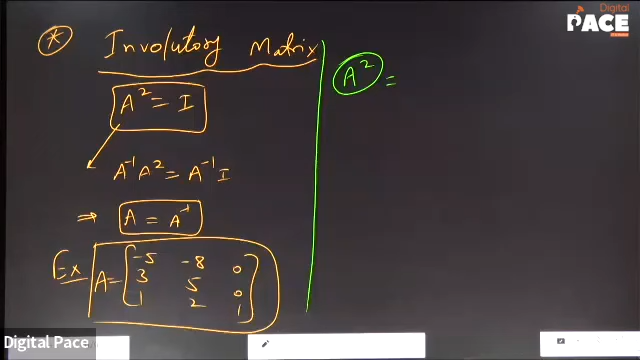 * Involutory Matrix
A² = I
A⁻¹A² = A⁻¹I
⇒ A = A⁻¹
Ex A = [-5 -8 0
3 5 0
1 2 1]
A² =
Digital
PACE
Digital Pace